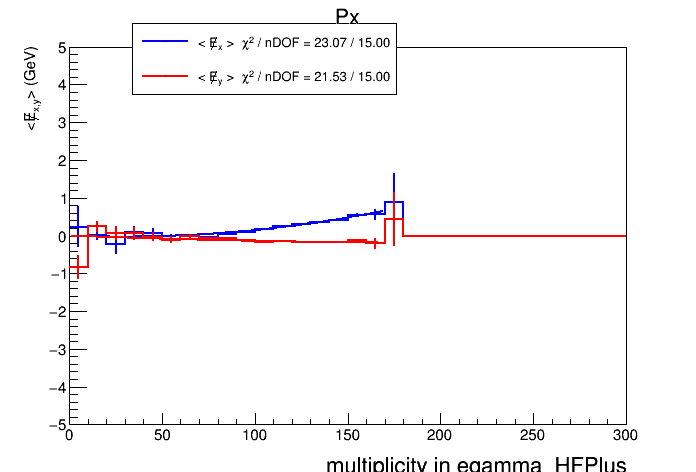 Px
< E̸x > χ² / nDOF = 23.07 / 15.00
< E̸y > χ² / nDOF = 21.53 / 15.00
<E̸x,y> (GeV)
5
4
3
2
1
0
−1
−2
−3
−4
−5
0 50 100 150 200 250 300
multiplicity in egamma_HFPlus